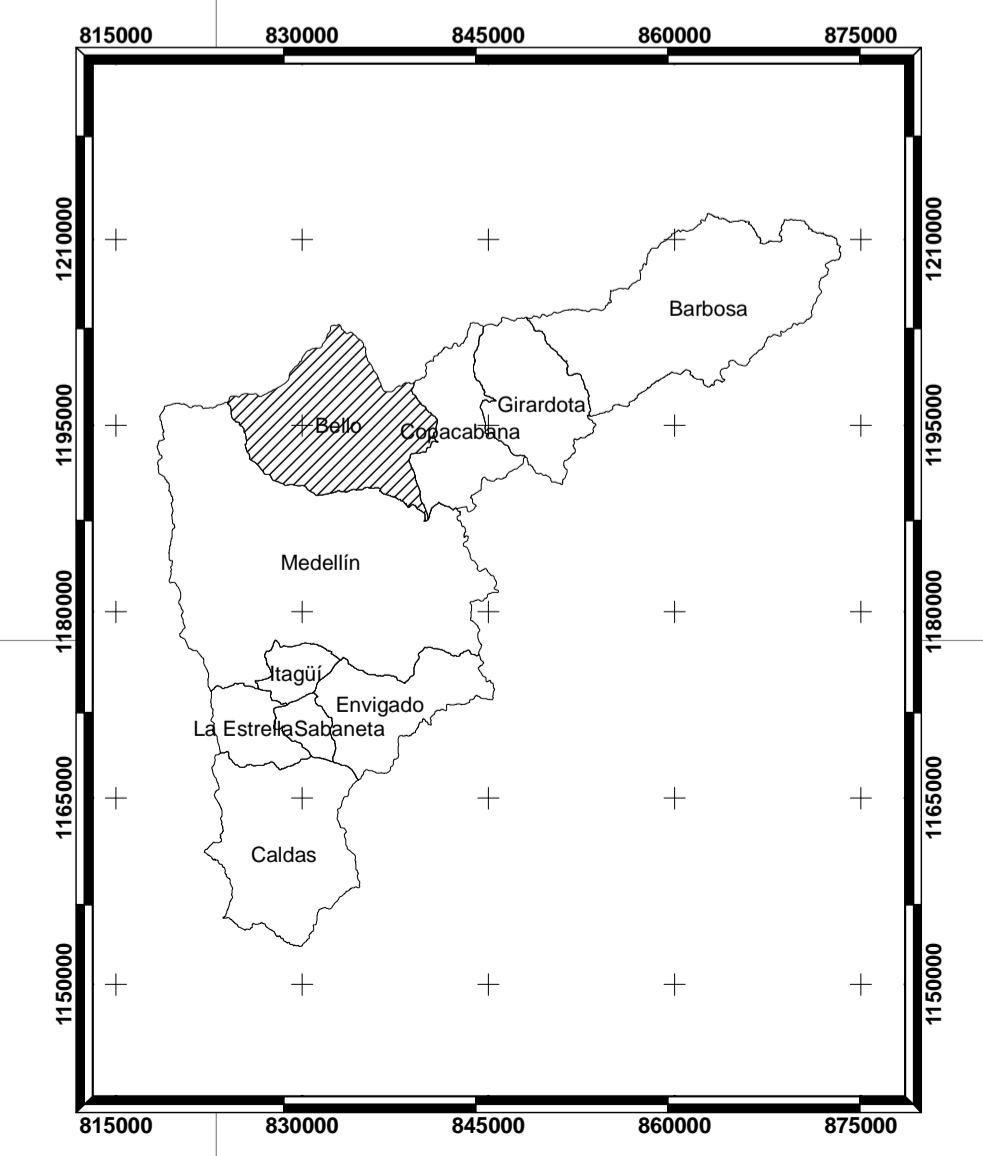 815000 830000 845000 860000 875000
1210000 1210000
Barbosa
Girardota
1195000 Bello Copacabana 1195000
Medellín
1180000 1180000
Itagüí
Envigado
La Estrella Sabaneta
1165000 1165000
Caldas
1150000 1150000
815000 830000 845000 860000 875000